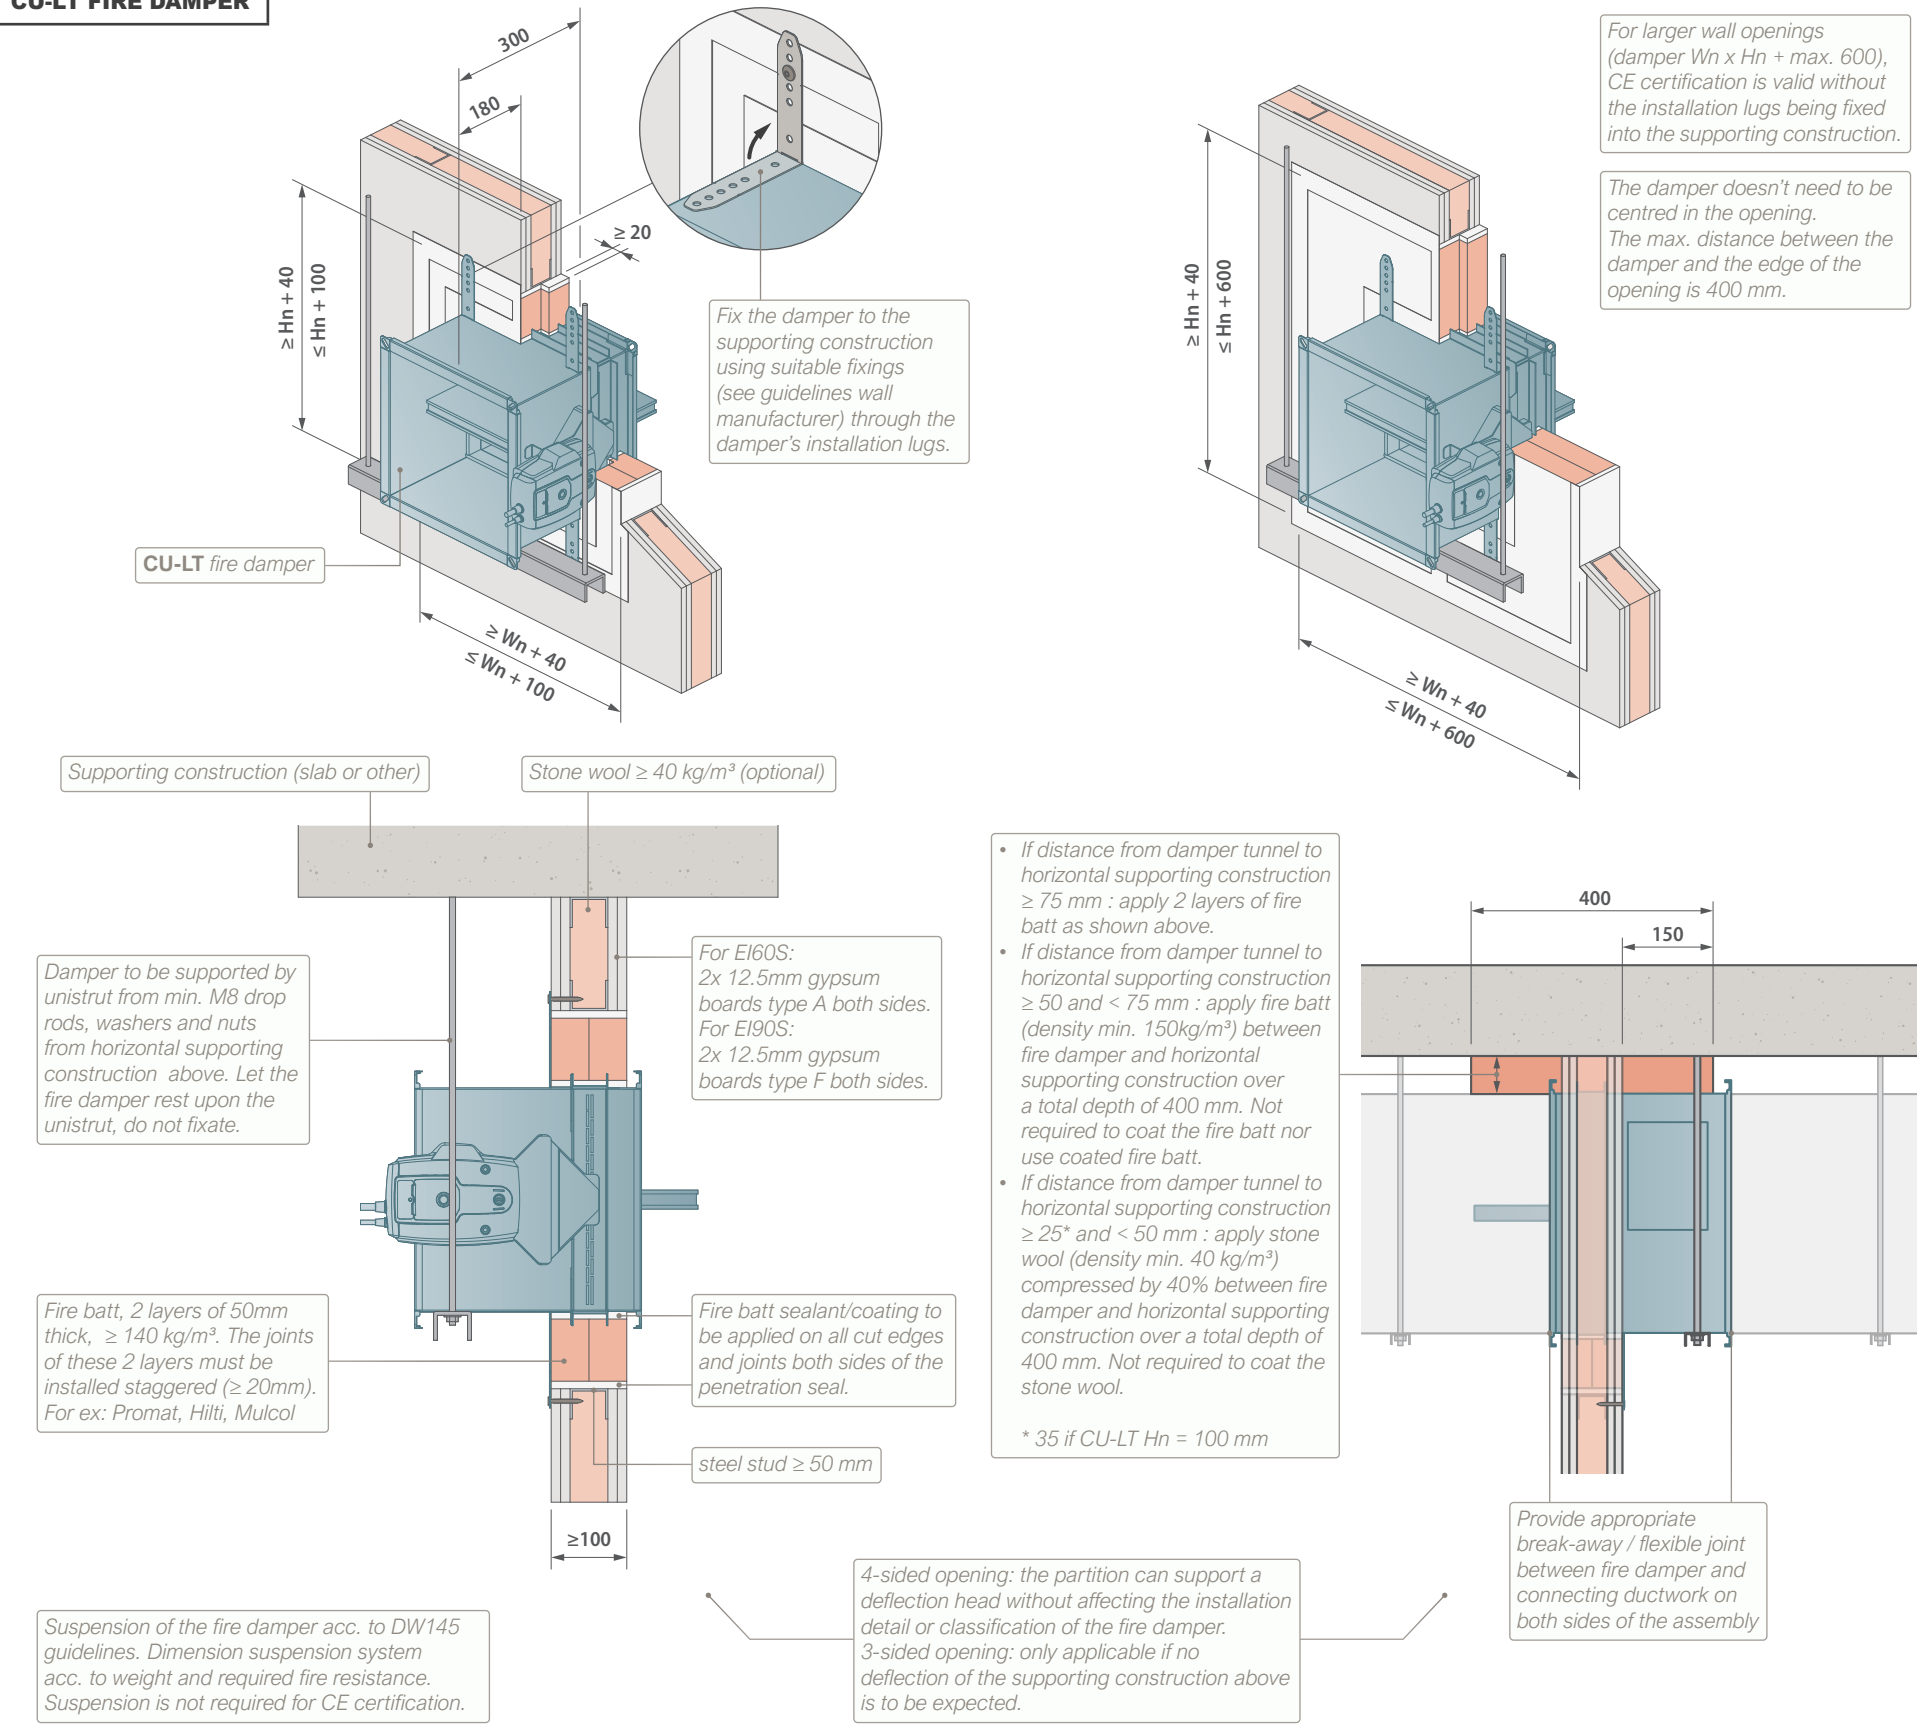 CU-LT FIRE DAMPER
300
180
≥ 20
≥ Hn + 40
≤ Hn + 100
Fix the damper to the
supporting construction
using suitable fixings
(see guidelines wall
manufacturer) through the
damper's installation lugs.
CU-LT fire damper
≥ Wn + 40
≤ Wn + 100
For larger wall openings
(damper Wn x Hn + max. 600),
CE certification is valid without
the installation lugs being fixed
into the supporting construction.
The damper doesn't need to be
centred in the opening.
The max. distance between the
damper and the edge of the
opening is 400 mm.
≥ Hn + 40
≤ Hn + 600
≥ Wn + 40
≤ Wn + 600
Supporting construction (slab or other)
Stone wool ≥ 40 kg/m³ (optional)
Damper to be supported by
unistrut from min. M8 drop
rods, washers and nuts
from horizontal supporting
construction above. Let the
fire damper rest upon the
unistrut, do not fixate.
For EI60S:
2x 12.5mm gypsum
boards type A both sides.
For EI90S:
2x 12.5mm gypsum
boards type F both sides.
Fire batt, 2 layers of 50mm
thick, ≥ 140 kg/m³. The joints
of these 2 layers must be
installed staggered (≥ 20mm).
For ex: Promat, Hilti, Mulcol
Fire batt sealant/coating to
be applied on all cut edges
and joints both sides of the
penetration seal.
steel stud ≥ 50 mm
≥100
• If distance from damper tunnel to
horizontal supporting construction
≥ 75 mm : apply 2 layers of fire
batt as shown above.
• If distance from damper tunnel to
horizontal supporting construction
≥ 50 and < 75 mm : apply fire batt
(density min. 150kg/m³) between
fire damper and horizontal
supporting construction over
a total depth of 400 mm. Not
required to coat the fire batt nor
use coated fire batt.
• If distance from damper tunnel to
horizontal supporting construction
≥ 25* and < 50 mm : apply stone
wool (density min. 40 kg/m³)
compressed by 40% between fire
damper and horizontal supporting
construction over a total depth of
400 mm. Not required to coat the
stone wool.
* 35 if CU-LT Hn = 100 mm
400
150
Provide appropriate
break-away / flexible joint
between fire damper and
connecting ductwork on
both sides of the assembly
4-sided opening: the partition can support a
deflection head without affecting the installation
detail or classification of the fire damper.
3-sided opening: only applicable if no
deflection of the supporting construction above
is to be expected.
Suspension of the fire damper acc. to DW145
guidelines. Dimension suspension system
acc. to weight and required fire resistance.
Suspension is not required for CE certification.